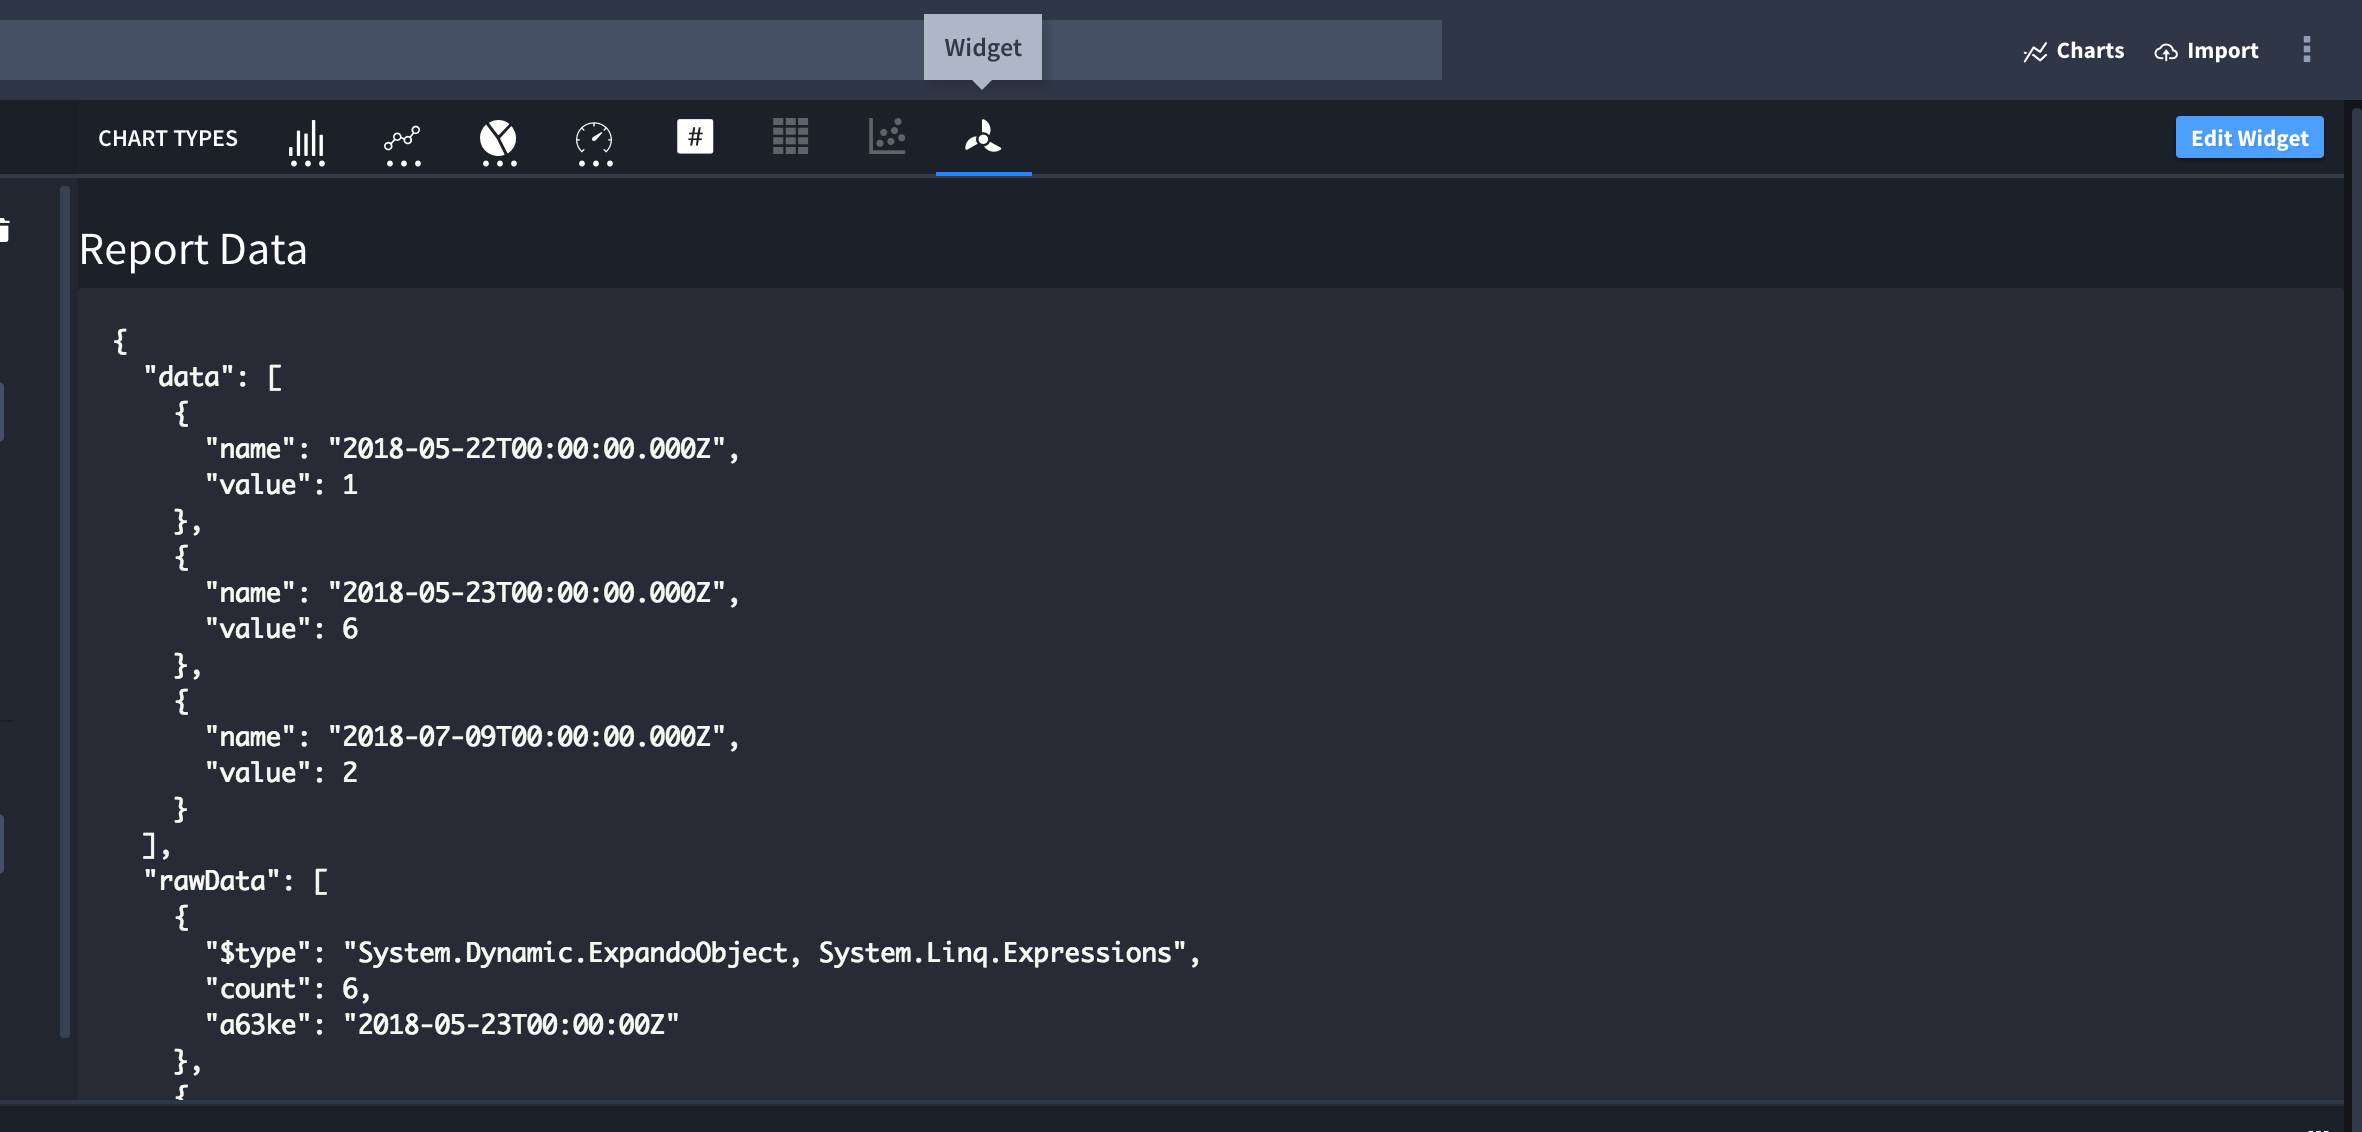 Widget
Charts
Import
CHART TYPES
#
Edit Widget
Report Data
{
"data": [
{
"name": "2018-05-22T00:00:00.000Z",
"value": 1
},
{
"name": "2018-05-23T00:00:00.000Z",
"value": 6
},
{
"name": "2018-07-09T00:00:00.000Z",
"value": 2
}
],
"rawData": [
{
"$type": "System.Dynamic.ExpandoObject, System.Linq.Expressions",
"count": 6,
"a63ke": "2018-05-23T00:00:00Z"
},
{